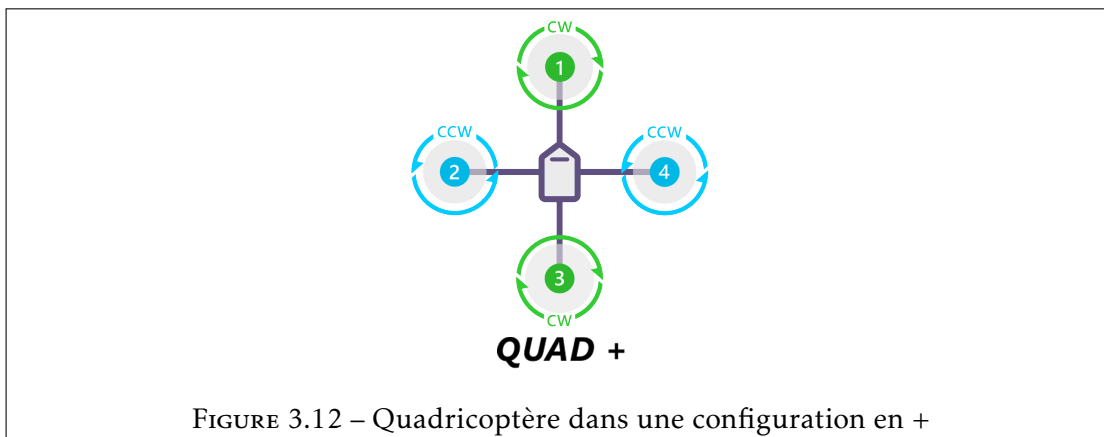 CW
1
CCW
2
CCW
4
3
CW
QUAD +
FIGURE 3.12 – Quadricoptère dans une configuration en +